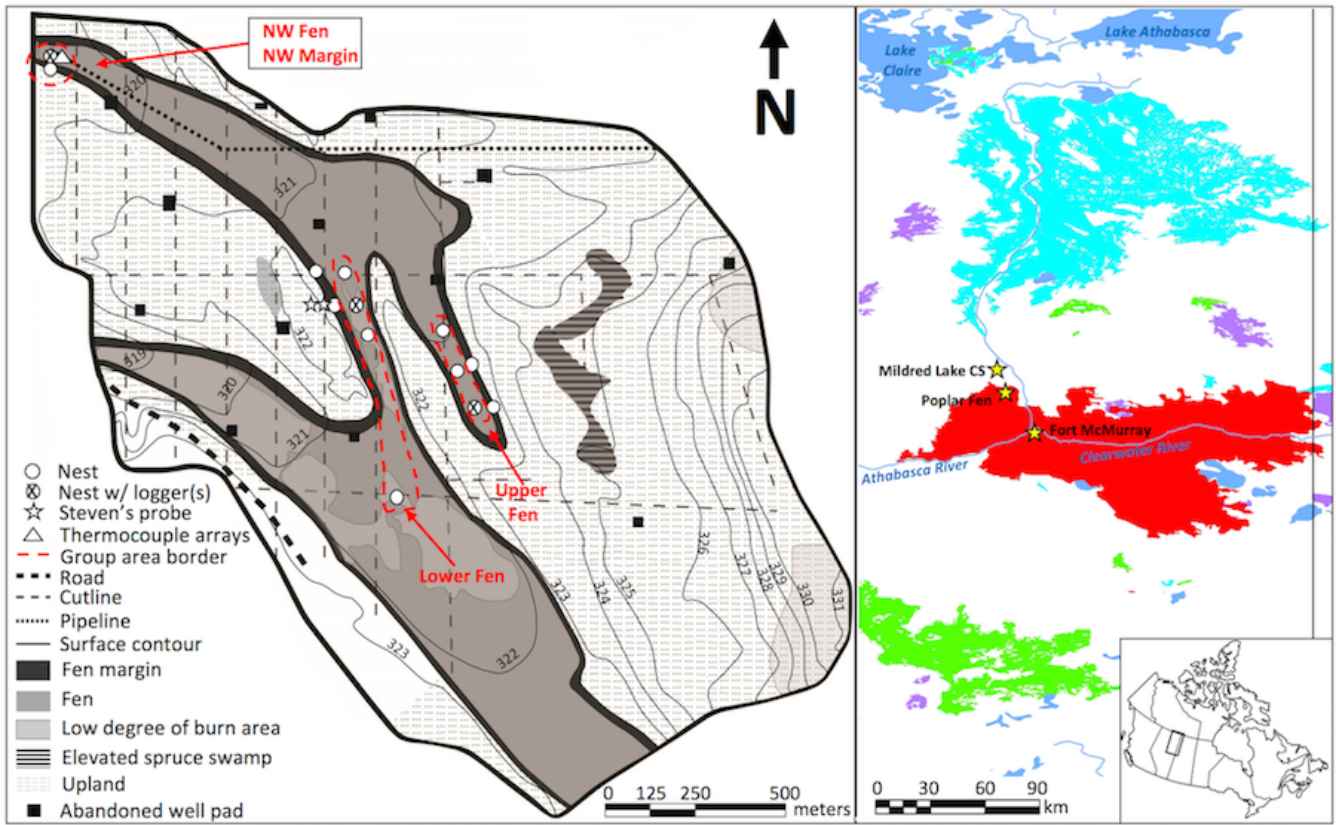 NW Fen
NW Margin
N
320
321
322
319
320
321
322
Upper
Fen
Lower Fen
323
322
323
324
325
326
327
328
329
330
331
Nest
Nest w/ logger(s)
Steven's probe
Thermocouple arrays
Group area border
Road
Cutline
Pipeline
Surface contour
Fen margin
Fen
Low degree of burn area
Elevated spruce swamp
Upland
Abandoned well pad
0 125 250 500
meters
Lake
Claire
Lake Athabasca
Mildred Lake CS
Poplar Fen
Fort McMurray
Clearwater River
Athabasca River
0 30 60 90
km